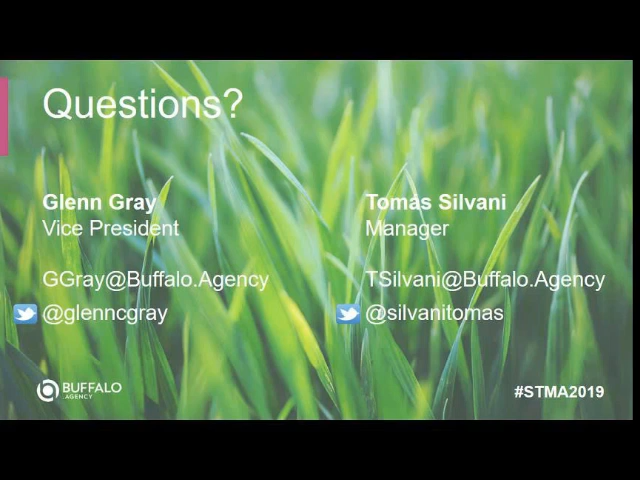 Questions?
Glenn Gray
Vice President
GGray@Buffalo.Agency
@glenncgray
Tomas Silvani
Manager
TSilvani@Buffalo.Agency
@silvanitomas
BUFFALO
.AGENCY
#STMA2019